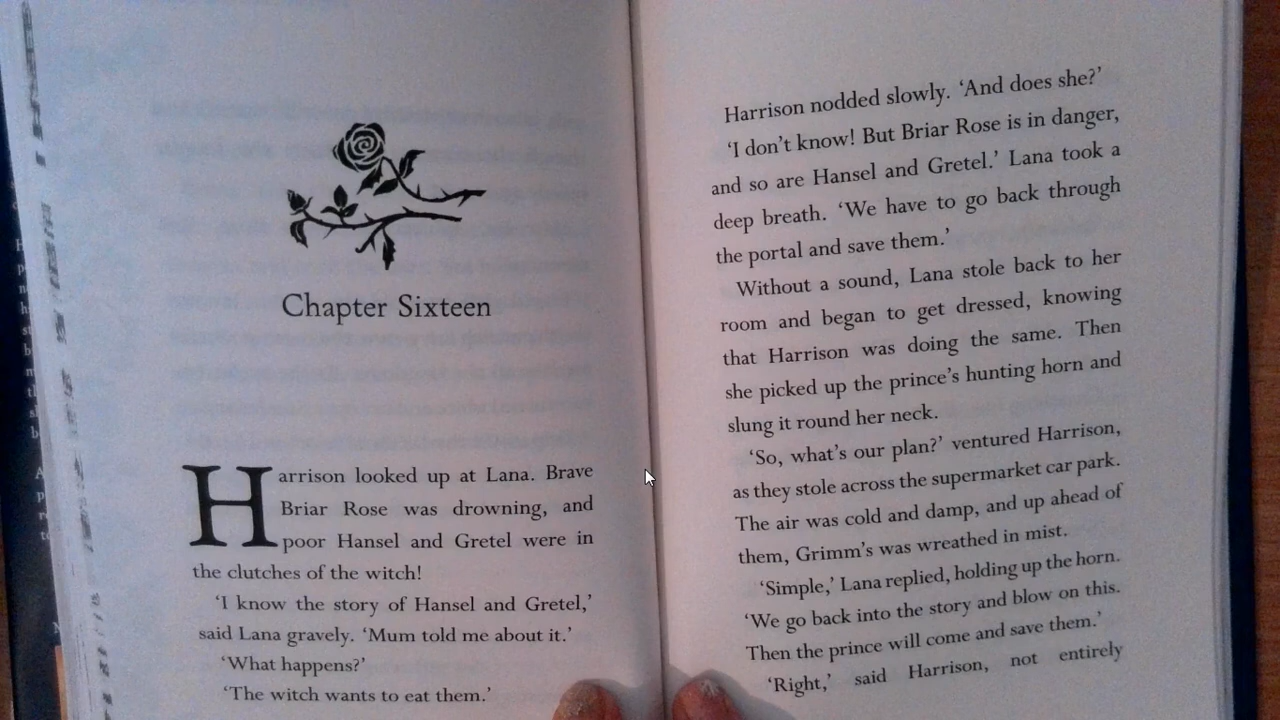 Chapter Sixteen
Harrison looked up at Lana. Brave
Briar Rose was drowning, and
poor Hansel and Gretel were in
the clutches of the witch!
‘I know the story of Hansel and Gretel,’
said Lana gravely. ‘Mum told me about it.’
‘What happens?’
‘The witch wants to eat them.’
Harrison nodded slowly. ‘And does she?’
‘I don’t know! But Briar Rose is in danger,
and so are Hansel and Gretel.’ Lana took a
deep breath. ‘We have to go back through
the portal and save them.’
Without a sound, Lana stole back to her
room and began to get dressed, knowing
that Harrison was doing the same. Then
she picked up the prince’s hunting horn and
slung it round her neck.
‘So, what’s our plan?’ ventured Harrison,
as they stole across the supermarket car park.
The air was cold and damp, and up ahead of
them, Grimm’s was wreathed in mist.
‘Simple,’ Lana replied, holding up the horn.
‘We go back into the story and blow on this.
Then the prince will come and save them.’
‘Right,’ said Harrison, not entirely